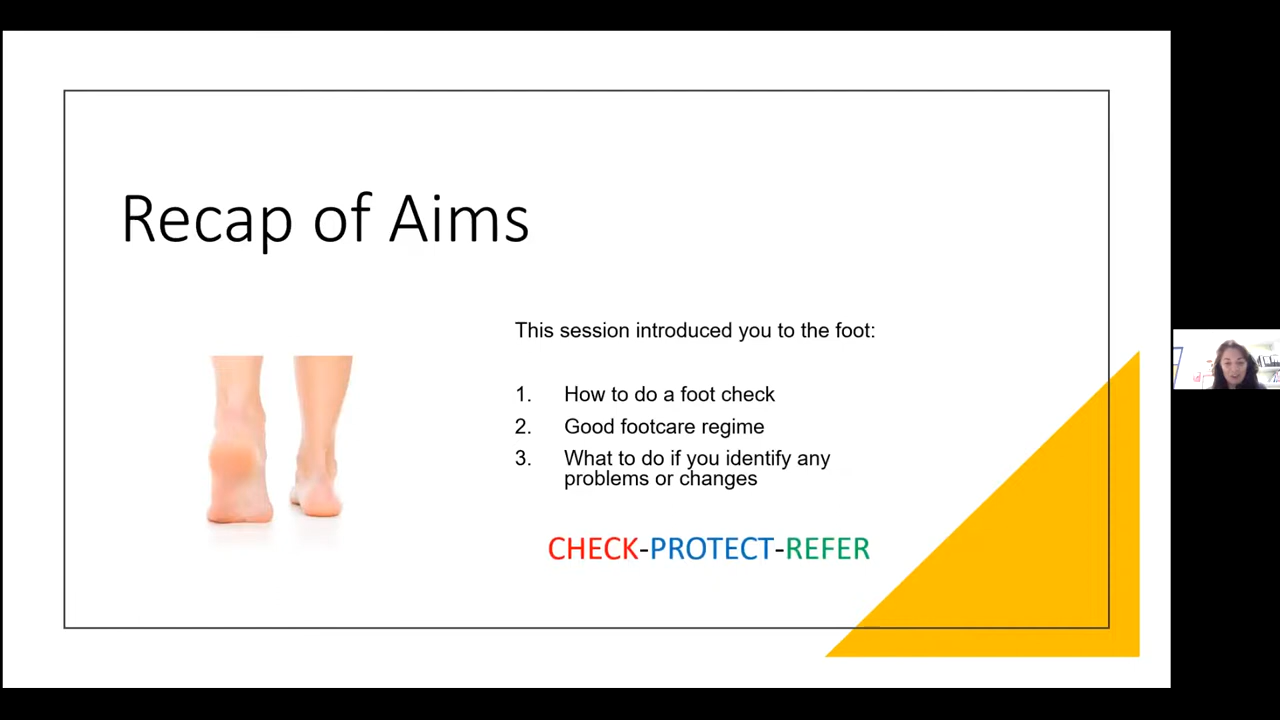 Recap of Aims
This session introduced you to the foot:
1. How to do a foot check
2. Good footcare regime
3. What to do if you identify any
problems or changes
CHECK-PROTECT-REFER